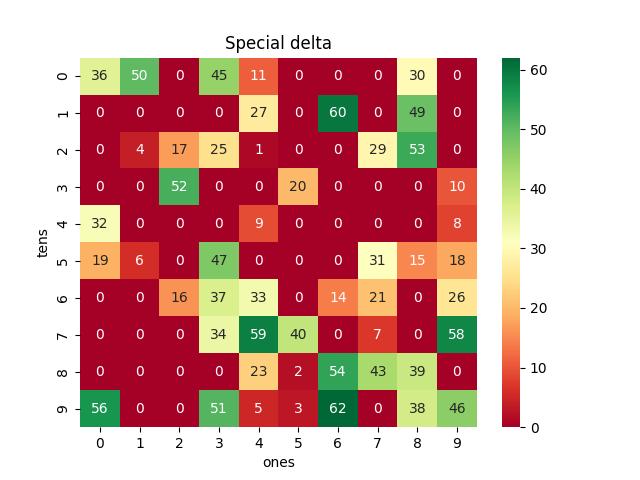 Special delta
0 36 50 0 45 11 0 0 0 30 0
1 0 0 0 0 27 0 60 0 49 0
2 0 4 17 25 1 0 0 29 53 0
3 0 0 52 0 0 20 0 0 0 10
4 32 0 0 0 9 0 0 0 0 8
5 19 6 0 47 0 0 0 31 15 18
6 0 0 16 37 33 0 14 21 0 26
7 0 0 0 34 59 40 0 7 0 58
8 0 0 0 0 23 2 54 43 39 0
9 56 0 0 51 5 3 62 0 38 46
0 1 2 3 4 5 6 7 8 9
ones
tens
60
50
40
30
20
10
0